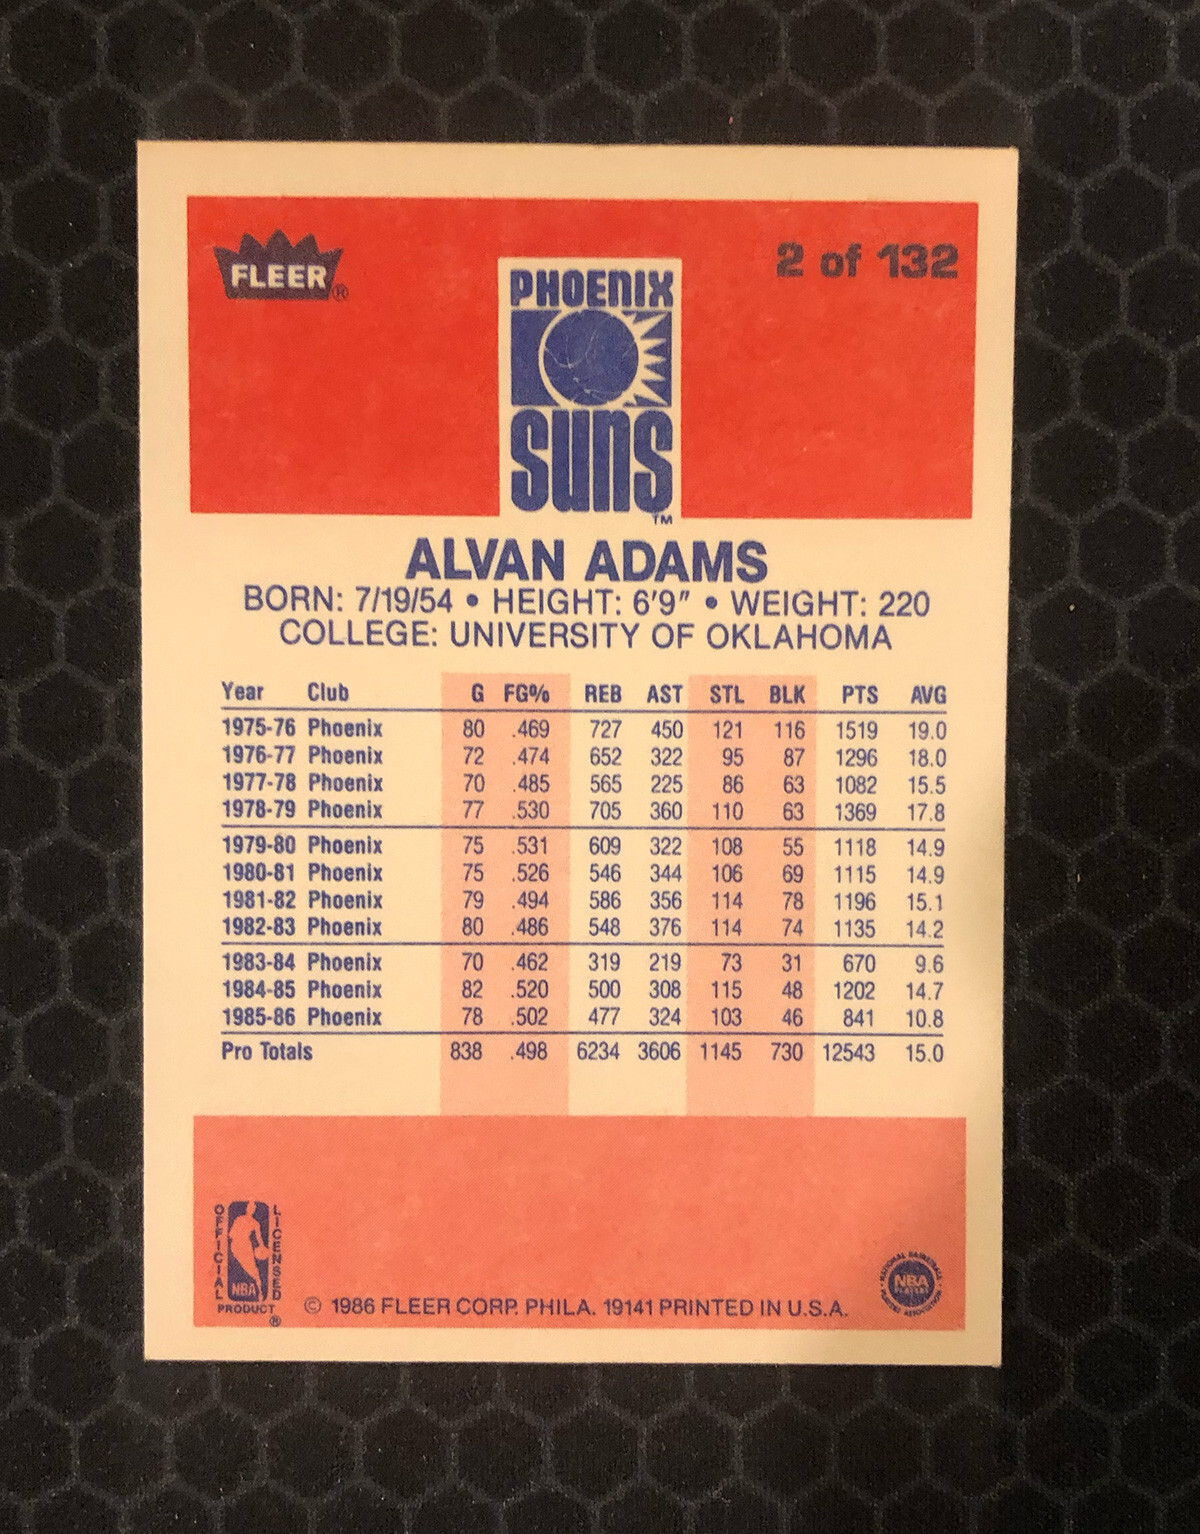 FLEER®
2 of 132
PHOENIX
SUNS
TM
ALVAN ADAMS
BORN: 7/19/54 • HEIGHT: 6'9" • WEIGHT: 220
COLLEGE: UNIVERSITY OF OKLAHOMA
Year Club G FG% REB AST STL BLK PTS AVG
1975-76 Phoenix 80 .469 727 450 121 116 1519 19.0
1976-77 Phoenix 72 .474 652 322 95 87 1296 18.0
1977-78 Phoenix 70 .485 565 225 86 63 1082 15.5
1978-79 Phoenix 77 .530 705 360 110 63 1369 17.8
1979-80 Phoenix 75 .531 609 322 108 55 1118 14.9
1980-81 Phoenix 75 .526 546 344 106 69 1115 14.9
1981-82 Phoenix 79 .494 586 356 114 78 1196 15.1
1982-83 Phoenix 80 .486 548 376 114 74 1135 14.2
1983-84 Phoenix 70 .462 319 219 73 31 670 9.6
1984-85 Phoenix 82 .520 500 308 115 48 1202 14.7
1985-86 Phoenix 78 .502 477 324 103 46 841 10.8
Pro Totals 838 .498 6234 3606 1145 730 12543 15.0
OFFICIAL
LICENSED
NBA
PRODUCT
®
© 1986 FLEER CORP. PHILA. 19141 PRINTED IN U.S.A.
NATIONAL BASKETBALL
NBA
PLAYERS
PLAYERS ASSOCIATION